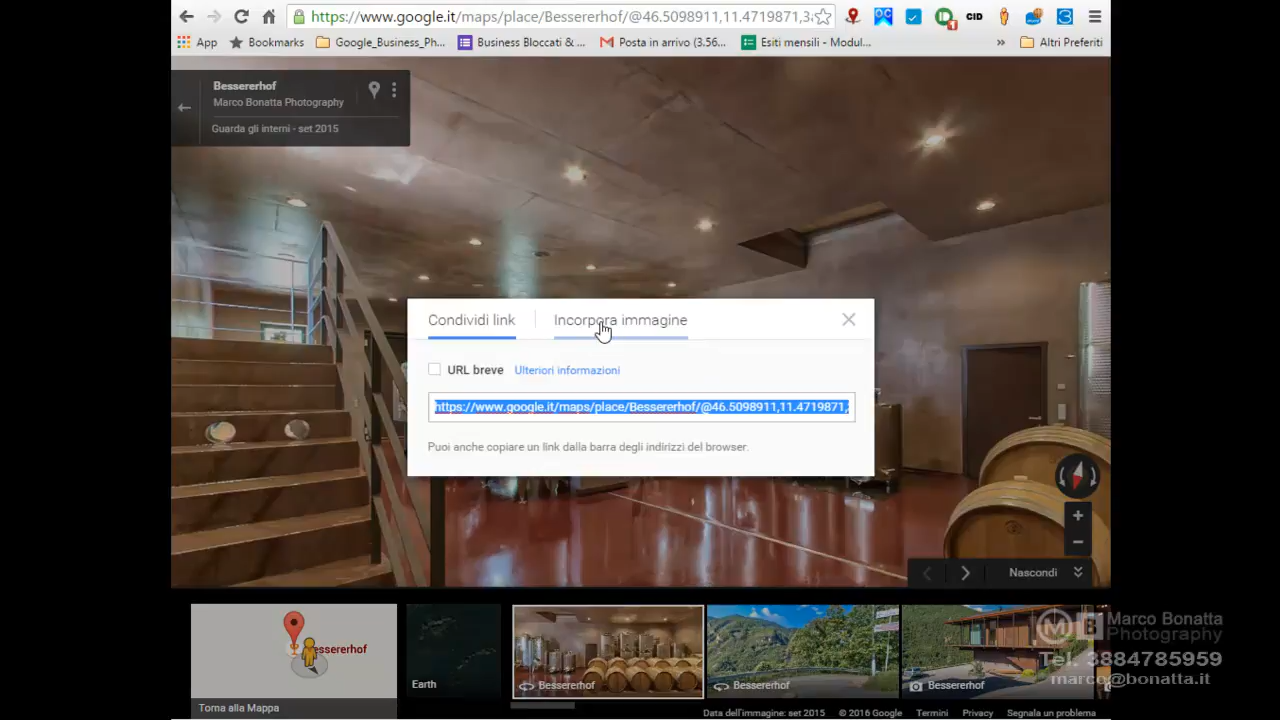 https://www.google.it/maps/place/Bessererhof/@46.5098911,11.4719871,3
App
Bookmarks
Google_Business_Ph...
Business Bloccati & ...
Posta in arrivo (3.56...
Esiti mensili - Modul...
»
Altri Preferiti
OC
1
CID
Bessererhof
Marco Bonatta Photography
Guarda gli interni - set 2015
Condividi link
Incorpora immagine
URL breve
Ulteriori informazioni
https://www.google.it/maps/place/Bessererhof/@46.5098911,11.4719871,
Puoi anche copiare un link dalla barra degli indirizzi del browser.
+
−
Nascondi
Bessererhof
Torna alla Mappa
Earth
Bessererhof
Bessererhof
Bessererhof
MB Marco Bonatta
Photography
Tel. 3884785959
marco@bonatta.it
Data dell'immagine: set 2015
© 2016 Google
Termini
Privacy
Segnala un problema